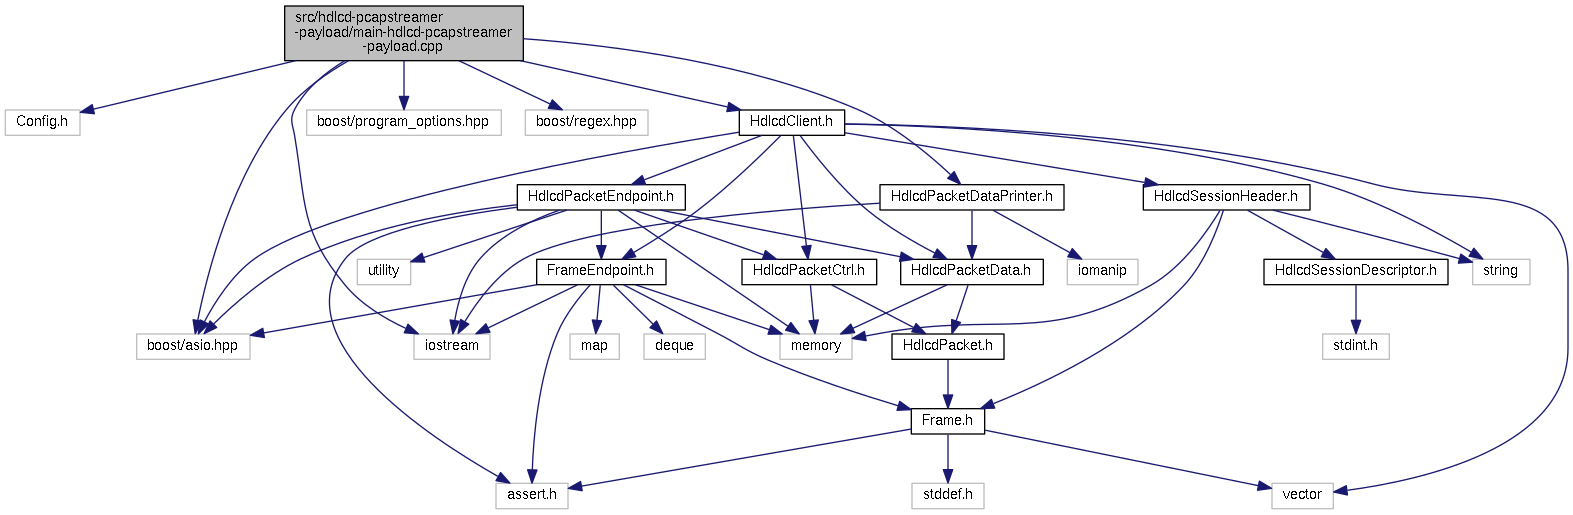 src/hdlcd-pcapstreamer
-payload/main-hdlcd-pcapstreamer
-payload.cpp
Config.h
boost/program_options.hpp
boost/regex.hpp
HdlcdClient.h
HdlcdPacketEndpoint.h
HdlcdPacketDataPrinter.h
HdlcdSessionHeader.h
utility
FrameEndpoint.h
HdlcdPacketCtrl.h
HdlcdPacketData.h
iomanip
HdlcdSessionDescriptor.h
string
boost/asio.hpp
iostream
map
deque
memory
HdlcdPacket.h
stdint.h
Frame.h
assert.h
stddef.h
vector